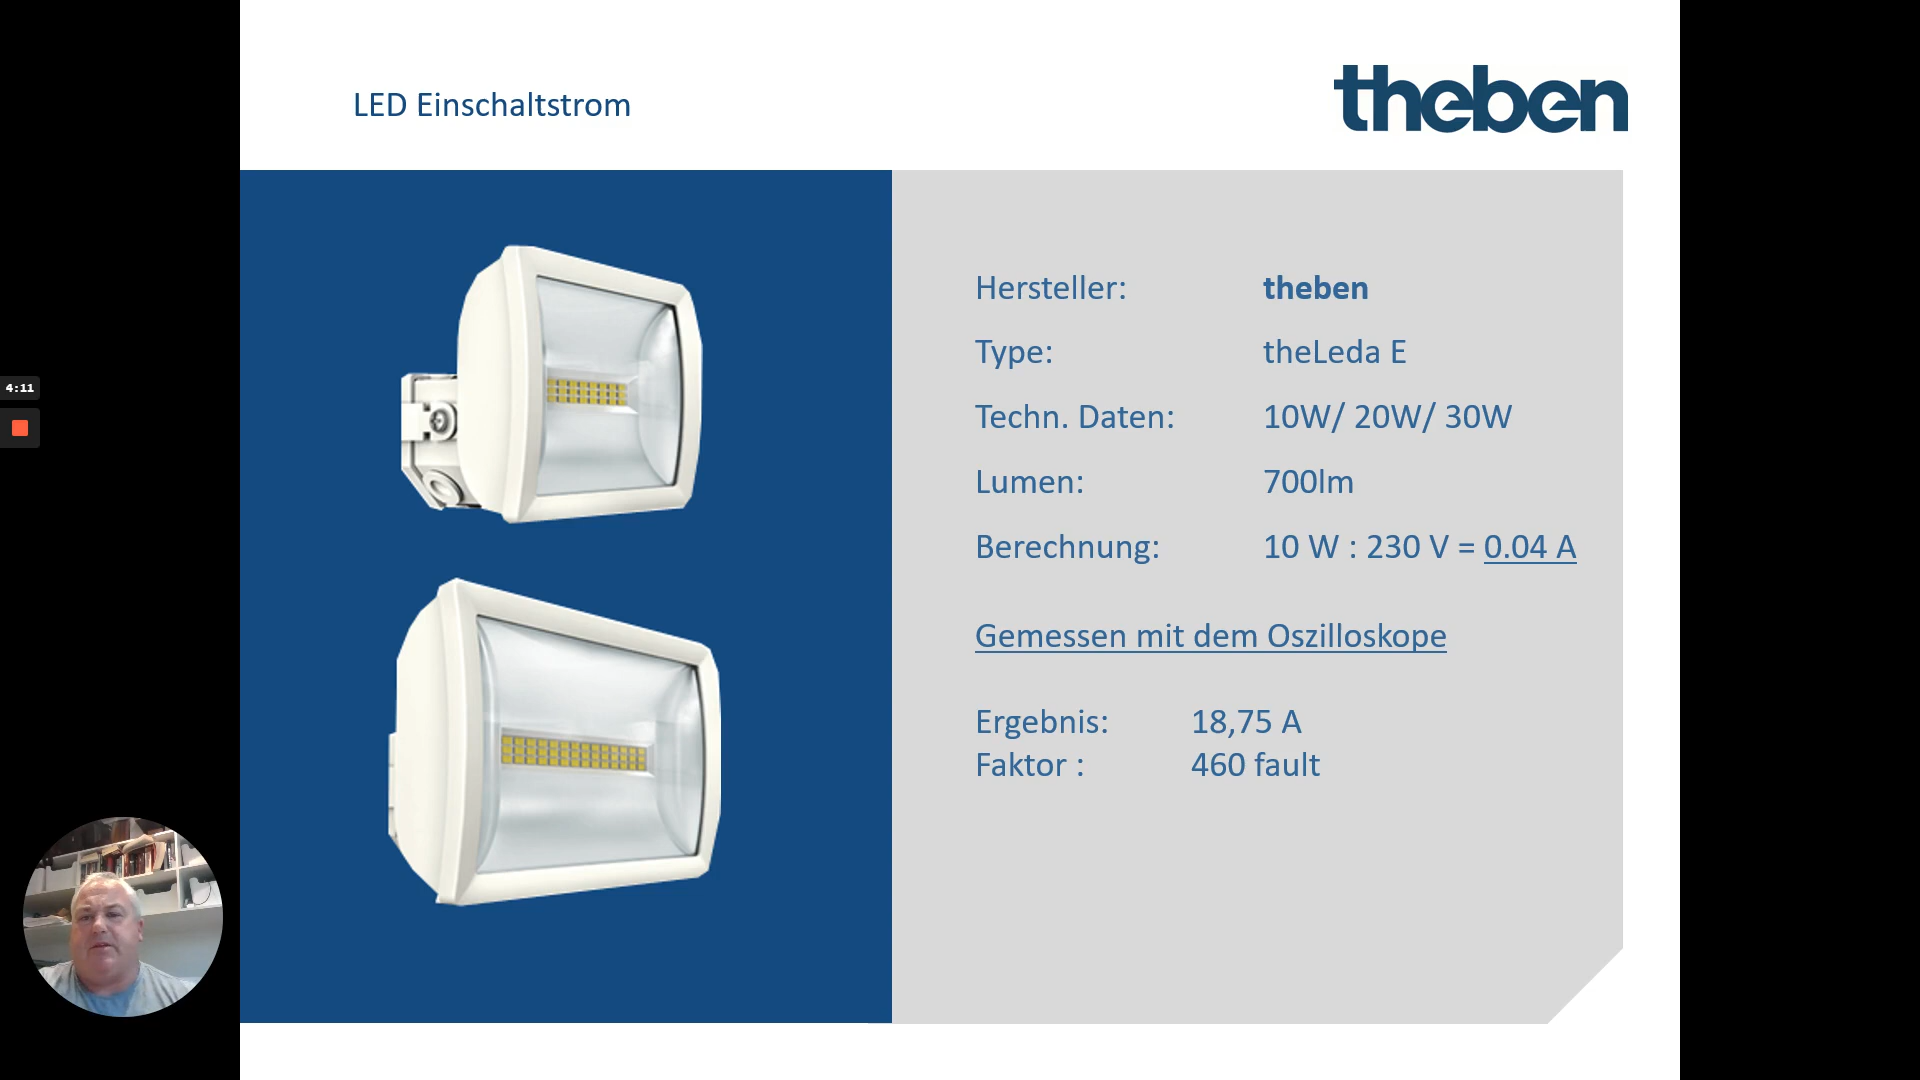 LED Einschaltstrom
theben
Hersteller: theben
Type: theLeda E
Techn. Daten: 10W/ 20W/ 30W
Lumen: 700lm
Berechnung: 10 W : 230 V = 0.04 A
Gemessen mit dem Oszilloskope
Ergebnis: 18,75 A
Faktor : 460 fault
4:11